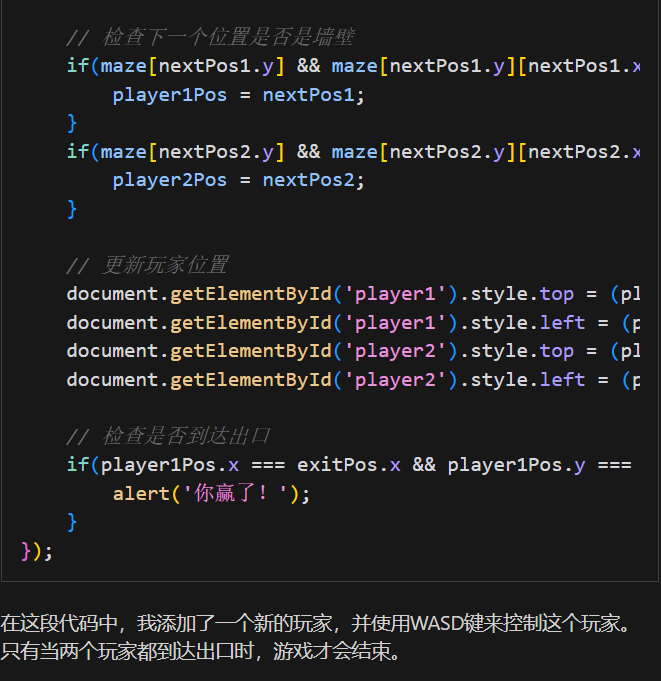 // 检查下一个位置是否是墙壁
if(maze[nextPos1.y] && maze[nextPos1.y][nextPos1.x
player1Pos = nextPos1;
}
if(maze[nextPos2.y] && maze[nextPos2.y][nextPos2.x
player2Pos = nextPos2;
}
// 更新玩家位置
document.getElementById('player1').style.top = (pl
document.getElementById('player1').style.left = (p
document.getElementById('player2').style.top = (pl
document.getElementById('player2').style.left = (p
// 检查是否到达出口
if(player1Pos.x === exitPos.x && player1Pos.y ===
alert('你赢了！');
}
});
在这段代码中，我添加了一个新的玩家，并使用WASD键来控制这个玩家。
只有当两个玩家都到达出口时，游戏才会结束。